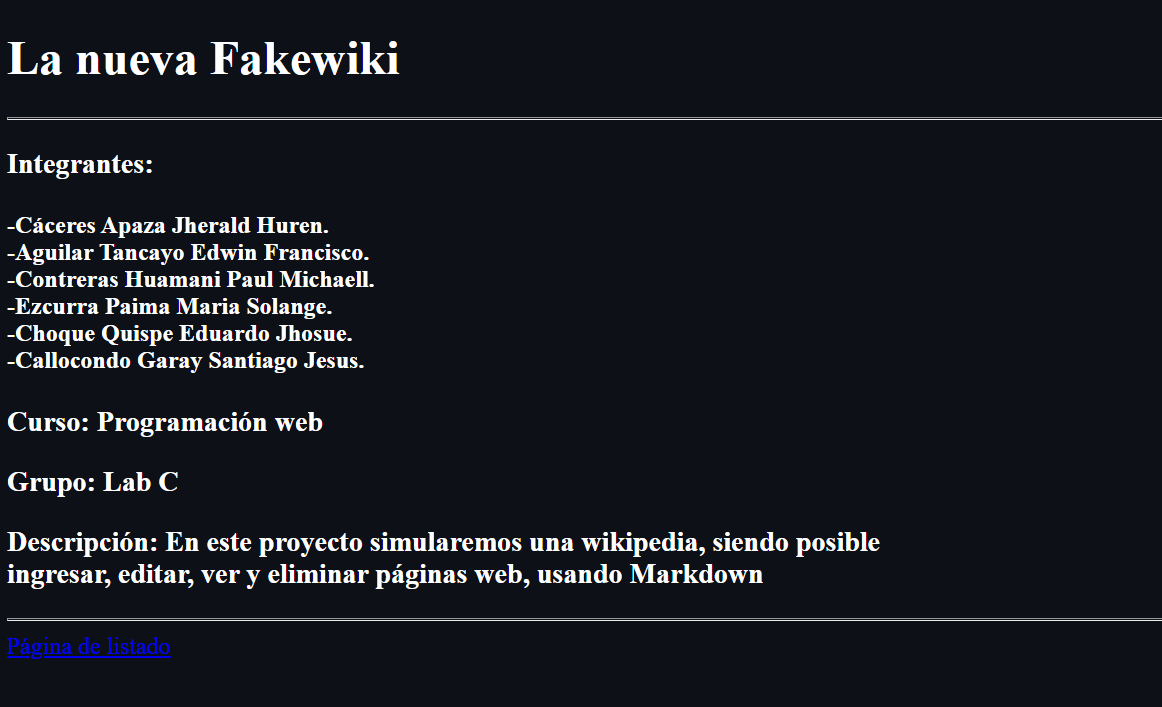 La nueva Fakewiki
Integrantes:
-Cáceres Apaza Jherald Huren.
-Aguilar Tancayo Edwin Francisco.
-Contreras Huamani Paul Michaell.
-Ezcurra Paima Maria Solange.
-Choque Quispe Eduardo Jhosue.
-Callocondo Garay Santiago Jesus.
Curso: Programación web
Grupo: Lab C
Descripción: En este proyecto simularemos una wikipedia, siendo posible
ingresar, editar, ver y eliminar páginas web, usando Markdown
Página de listado